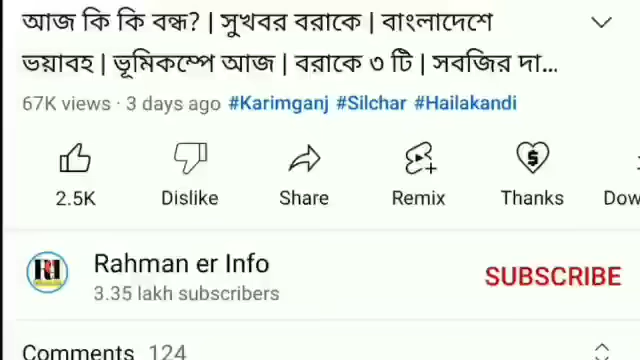 আজ কি কি বন্ধ? | সুখবর বরাকে | বাংলাদেশে
ভয়াবহ | ভূমিকম্পে আজ | বরাকে ৩ টি | সবজির দা...
67K views · 3 days ago #Karimganj #Silchar #Hailakandi
2.5K Dislike Share Remix Thanks Dow
Rahman er Info
SUBSCRIBE
3.35 lakh subscribers
Comments 124